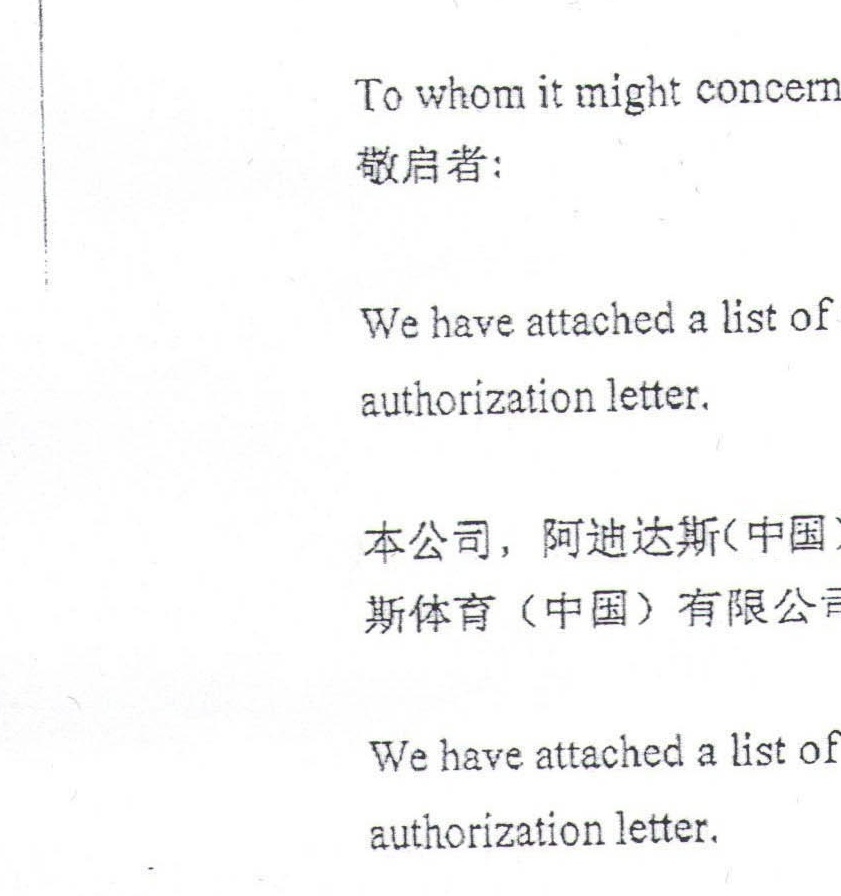 To whom it might concern
敬启者:
We have attached a list of
authorization letter.
本公司，阿迪达斯(中国)
斯体育（中国）有限公司
We have attached a list of
authorization letter.